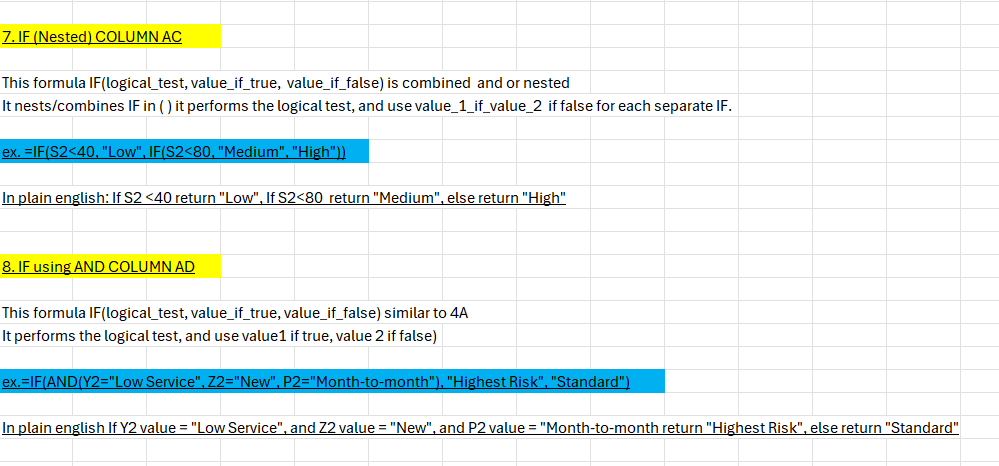 7. IF (Nested) COLUMN AC
This formula IF(logical_test, value_if_true,  value_if_false) is combined  and or nested
It nests/combines IF in ( ) it performs the logical test, and use value_1_if_value_2  if false for each separate IF.
ex. =IF(S2<40, "Low", IF(S2<80, "Medium", "High"))
In plain english: If S2 <40 return "Low", If S2<80  return "Medium", else return "High"
8. IF using AND COLUMN AD
This formula IF(logical_test, value_if_true, value_if_false) similar to 4A
It performs the logical test, and use value1 if true, value 2 if false)
ex.=IF(AND(Y2="Low Service", Z2="New", P2="Month-to-month"), "Highest Risk", "Standard")
In plain english If Y2 value = "Low Service", and Z2 value = "New", and P2 value = "Month-to-month return "Highest Risk", else return "Standard"